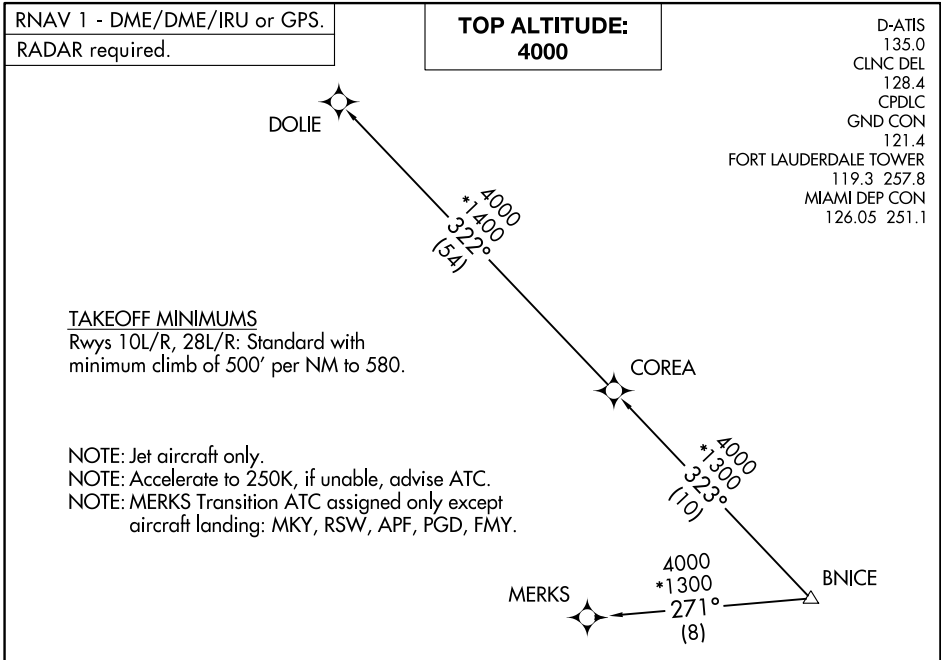 RNAV 1 - DME/DME/IRU or GPS.
RADAR required.
TOP ALTITUDE:
4000
D-ATIS
135.0
CLNC DEL
128.4
CPDLC
GND CON
121.4
FORT LAUDERDALE TOWER
119.3 257.8
MIAMI DEP CON
126.05 251.1
DOLIE
4000
*1400
322°
(54)
TAKEOFF MINIMUMS
Rwys 10L/R, 28L/R: Standard with
minimum climb of 500' per NM to 580.
COREA
4000
*1300
323°
(10)
NOTE: Jet aircraft only.
NOTE: Accelerate to 250K, if unable, advise ATC.
NOTE: MERKS Transition ATC assigned only except
aircraft landing: MKY, RSW, APF, PGD, FMY.
4000
*1300
271°
(8)
MERKS
BNICE